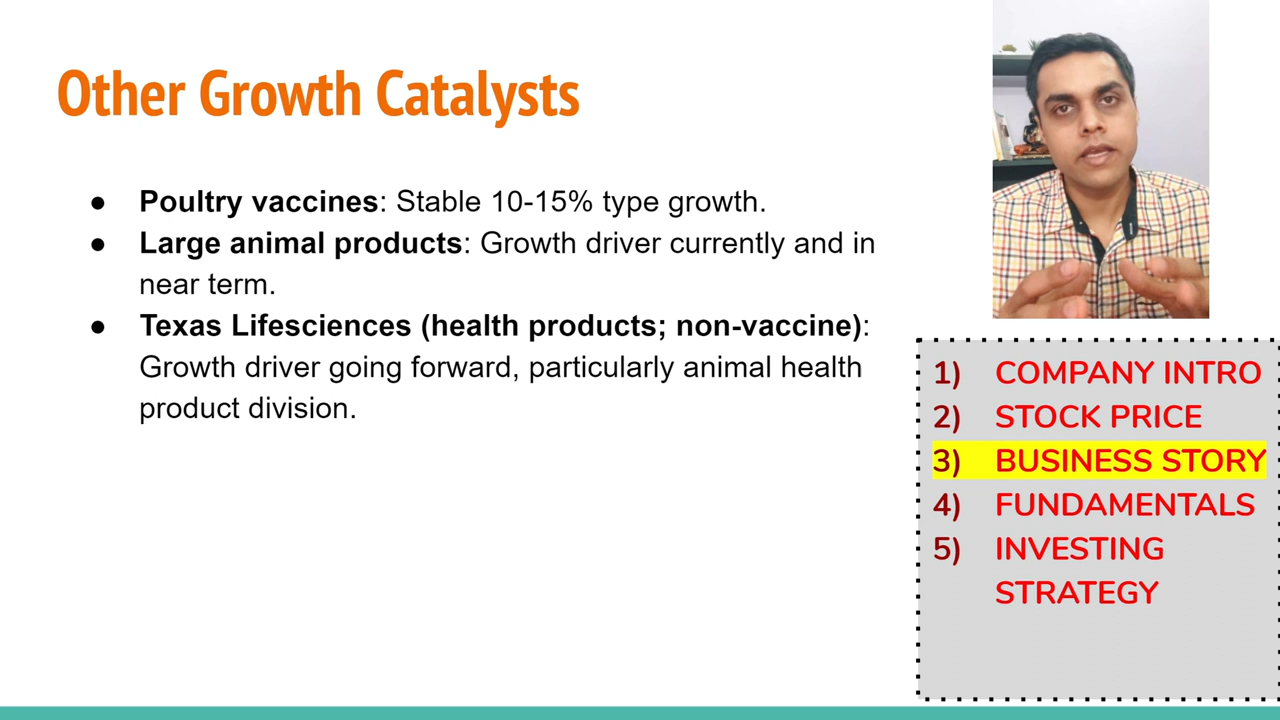 Other Growth Catalysts
● Poultry vaccines: Stable 10-15% type growth.
● Large animal products: Growth driver currently and in
near term.
● Texas Lifesciences (health products; non-vaccine):
Growth driver going forward, particularly animal health
product division.
1) COMPANY INTRO
2) STOCK PRICE
3) BUSINESS STORY
4) FUNDAMENTALS
5) INVESTING
STRATEGY